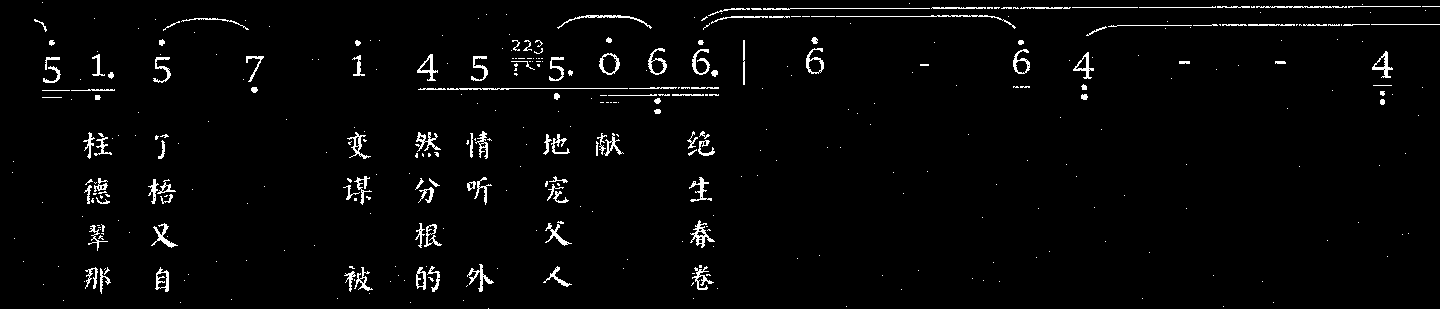 5 1. 5 7 1 4 5 223 5. 0 6 6. | 6 - 6 4 - - 4
柱 了 变 然 情 地 献 绝
德 梧 谋 分 听 宠 生
翠 又 根 父 春
那 自 被 的 外 人 卷